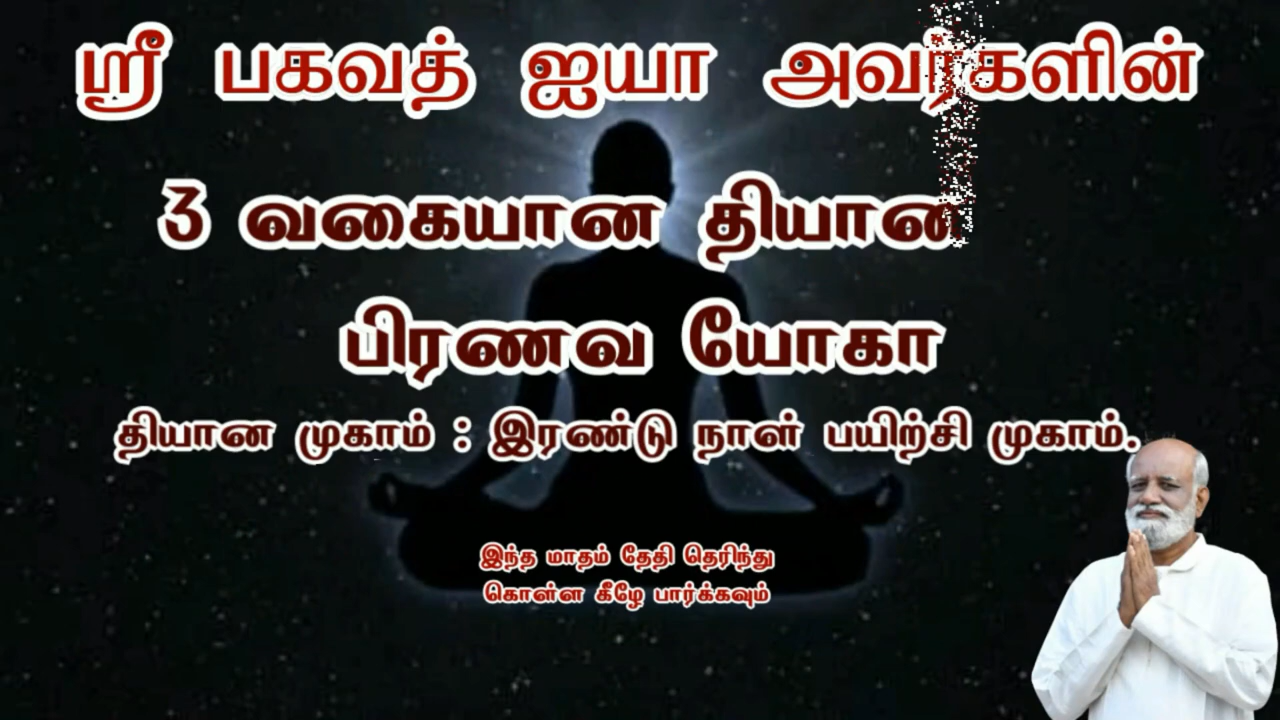 ஸ்ரீ பகவத் ஐயா அவர்களின்
3 வகையான தியான
பிரணவ யோகா
தியான முகாம் : இரண்டு நாள் பயிற்சி முகாம்.
இந்த மாதம் தேதி தெரிந்து
கொள்ள கீழே பார்க்கவும்